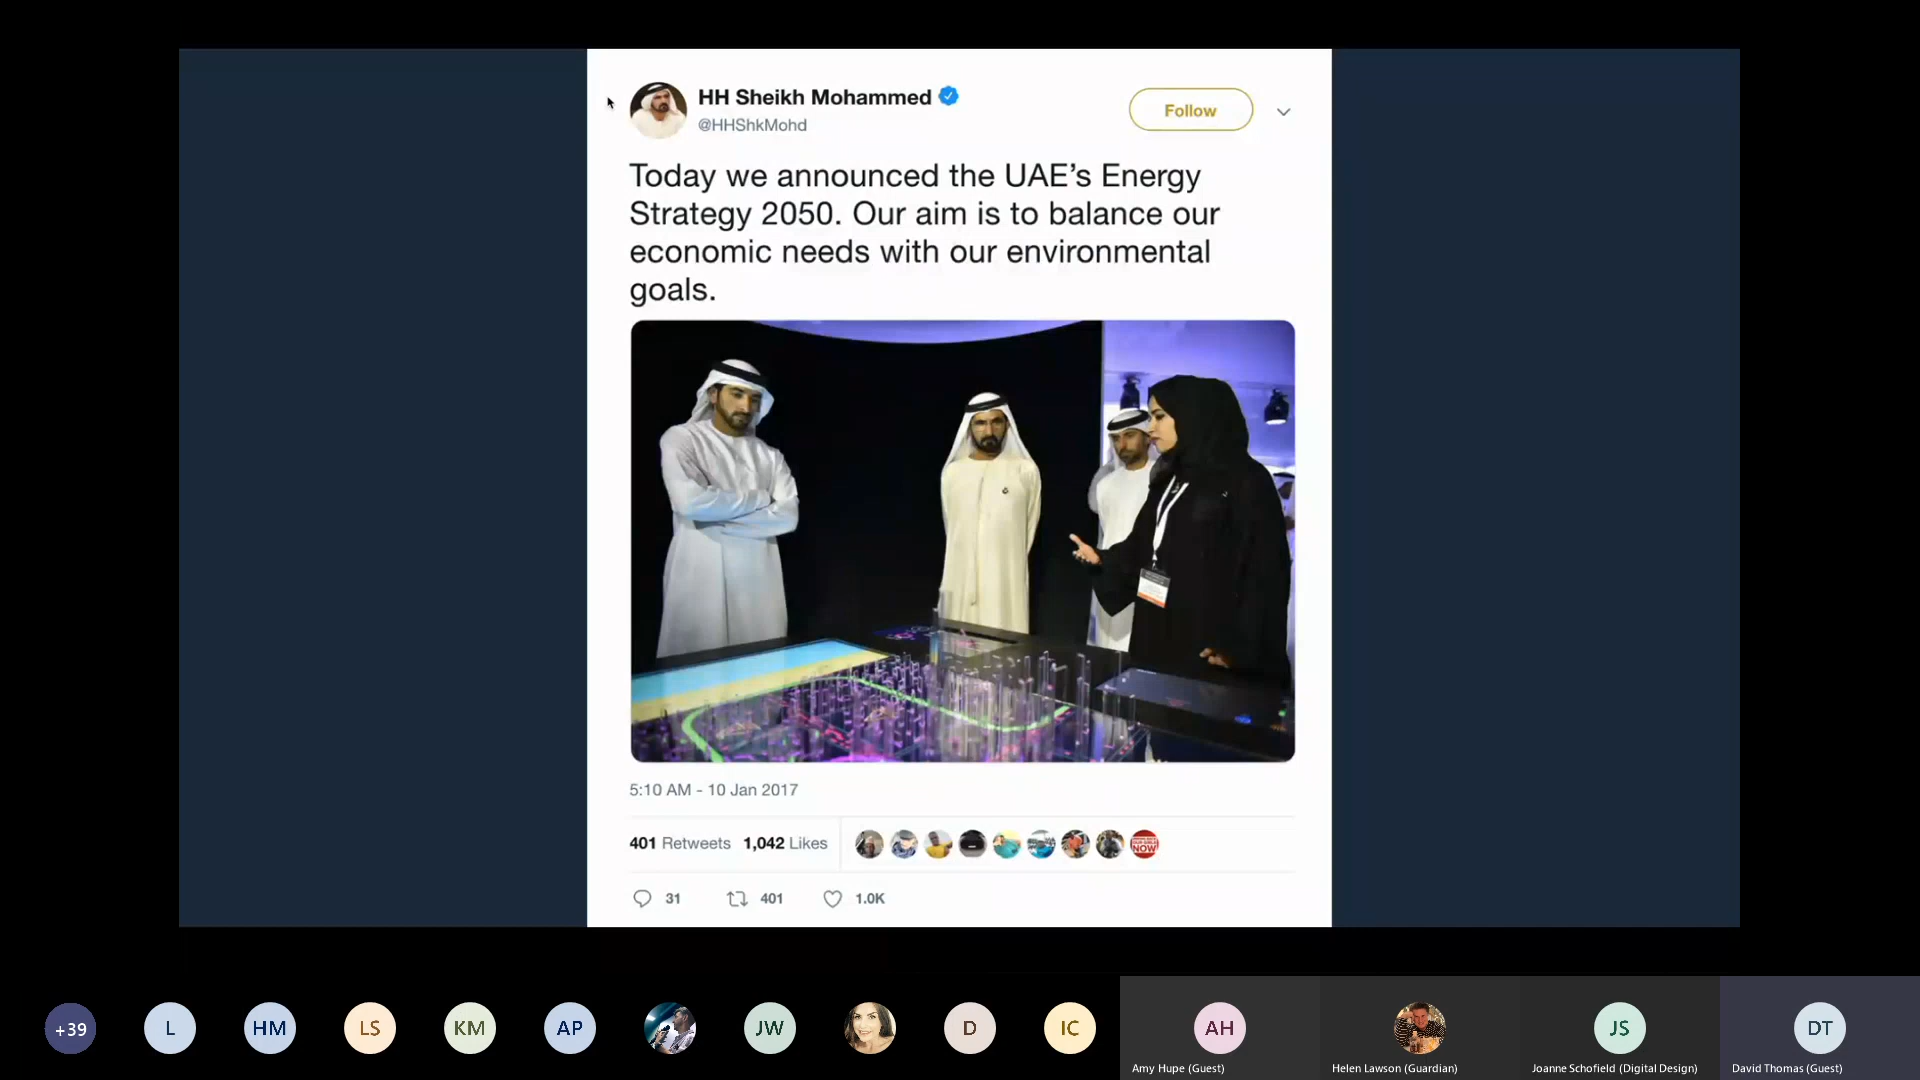 HH Sheikh Mohammed
@HHShkMohd
Follow
Today we announced the UAE’s Energy
Strategy 2050. Our aim is to balance our
economic needs with our environmental
goals.
5:10 AM - 10 Jan 2017
401 Retweets 1,042 Likes
NOW
31 401 1.0K
+39 L HM LS KM AP JW D IC AH JS DT
Amy Hupe (Guest) Helen Lawson (Guardian) Joanne Schofield (Digital Design) David Thomas (Guest)